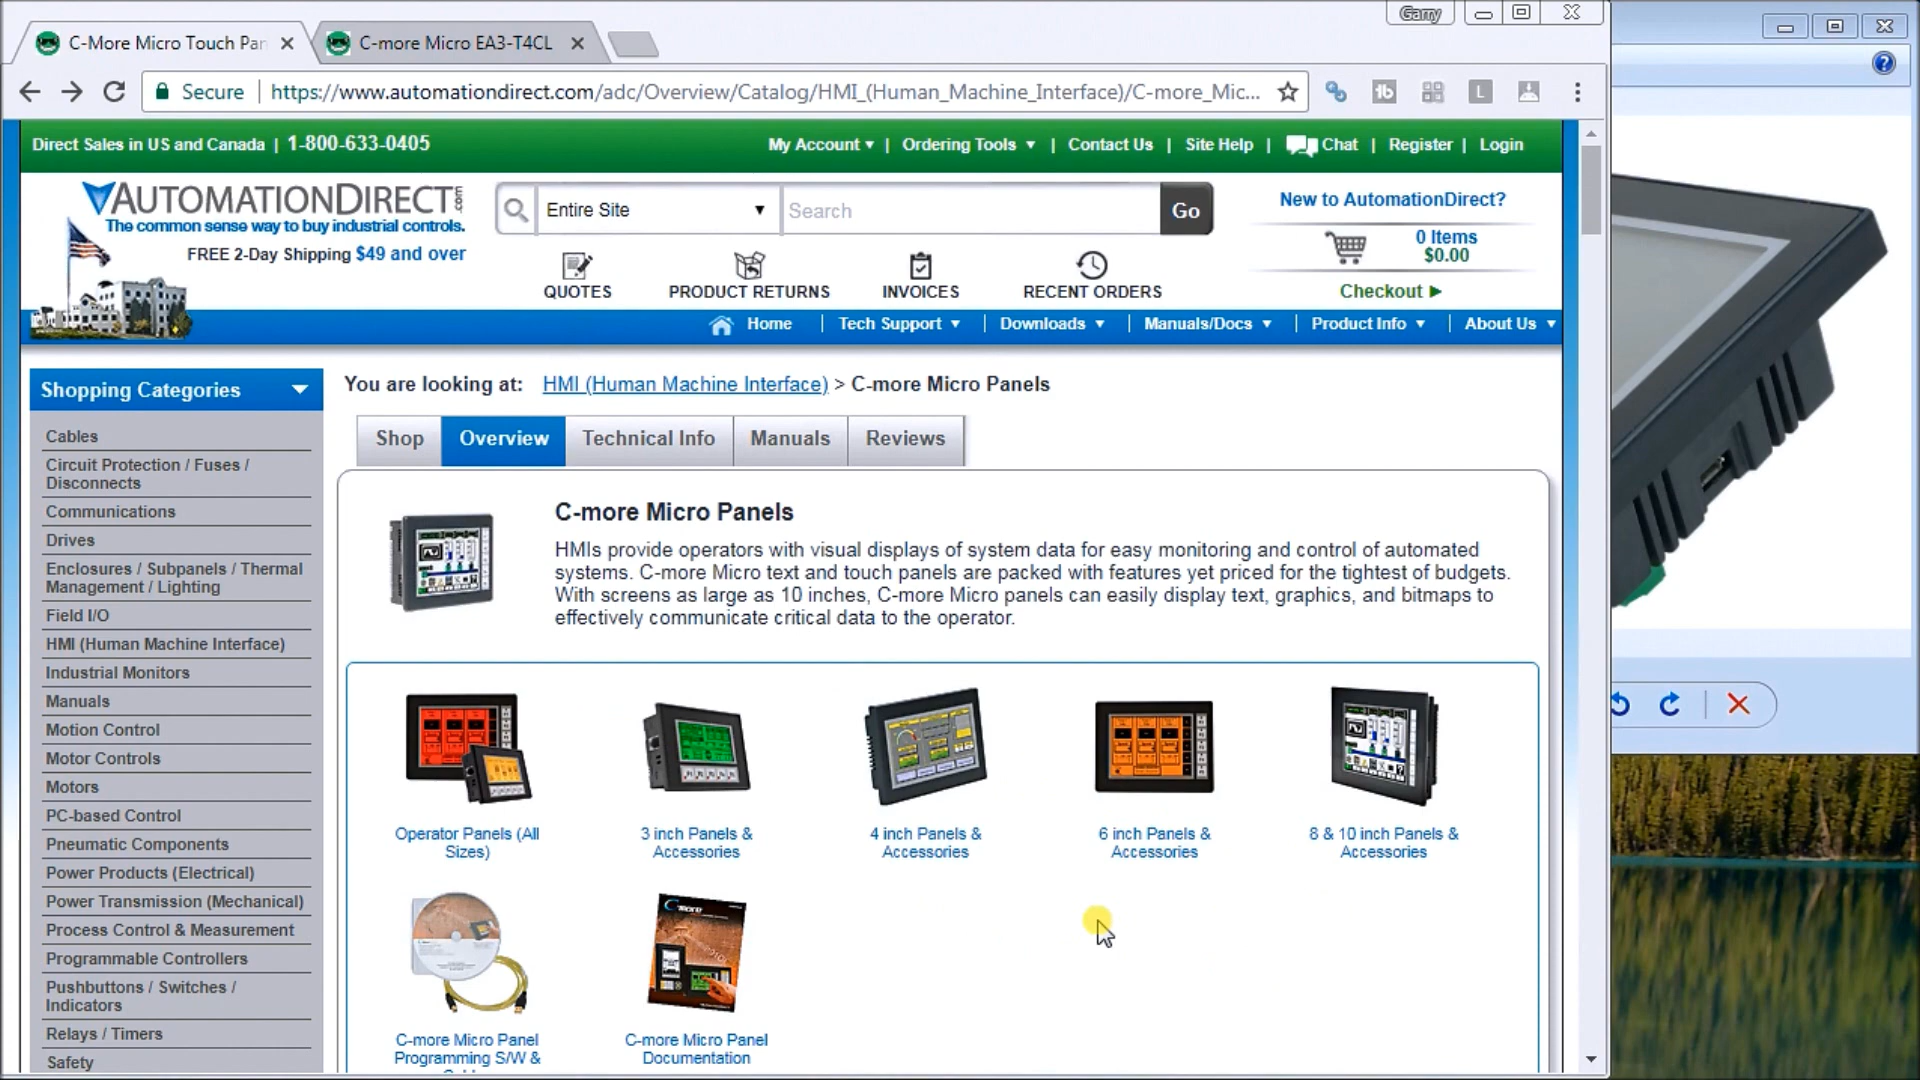 Garry
C-More Micro Touch Pan
C-more Micro EA3-T4CL
Secure
https://www.automationdirect.com/adc/Overview/Catalog/HMI_(Human_Machine_Interface)/C-more_Mic...
Direct Sales in US and Canada | 1-800-633-0405
My Account | Ordering Tools | Contact Us | Site Help | Chat | Register | Login
AUTOMATIONDIRECT.com
The common sense way to buy industrial controls.
FREE 2-Day Shipping $49 and over
Entire Site
Search
Go
New to AutomationDirect?
0 Items
$0.00
Checkout
QUOTES
PRODUCT RETURNS
INVOICES
RECENT ORDERS
Home | Tech Support | Downloads | Manuals/Docs | Product Info | About Us
Shopping Categories
Cables
Circuit Protection / Fuses /
Disconnects
Communications
Drives
Enclosures / Subpanels / Thermal
Management / Lighting
Field I/O
HMI (Human Machine Interface)
Industrial Monitors
Manuals
Motion Control
Motor Controls
Motors
PC-based Control
Pneumatic Components
Power Products (Electrical)
Power Transmission (Mechanical)
Process Control & Measurement
Programmable Controllers
Pushbuttons / Switches /
Indicators
Relays / Timers
Safety
You are looking at: HMI (Human Machine Interface) > C-more Micro Panels
Shop
Overview
Technical Info
Manuals
Reviews
C-more Micro Panels
HMIs provide operators with visual displays of system data for easy monitoring and control of automated
systems. C-more Micro text and touch panels are packed with features yet priced for the tightest of budgets.
With screens as large as 10 inches, C-more Micro panels can easily display text, graphics, and bitmaps to
effectively communicate critical data to the operator.
Operator Panels (All
Sizes)
3 inch Panels &
Accessories
4 inch Panels &
Accessories
6 inch Panels &
Accessories
8 & 10 inch Panels &
Accessories
C-more Micro Panel
Programming S/W &
C-more Micro Panel
Documentation